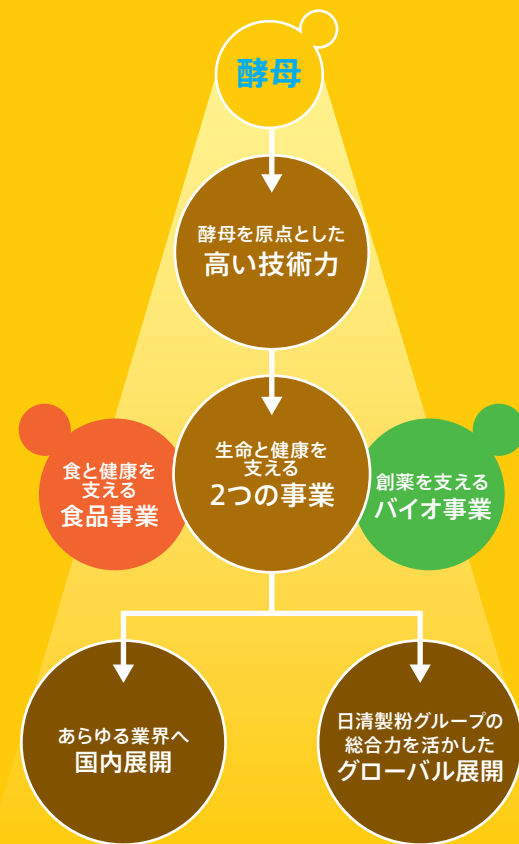 酵母
酵母を原点とした
高い技術力
食と健康を
支える
食品事業
生命と健康を
支える
2つの事業
創薬を支える
バイオ事業
あらゆる業界へ
国内展開
日清製粉グループの
総合力を活かした
グローバル展開